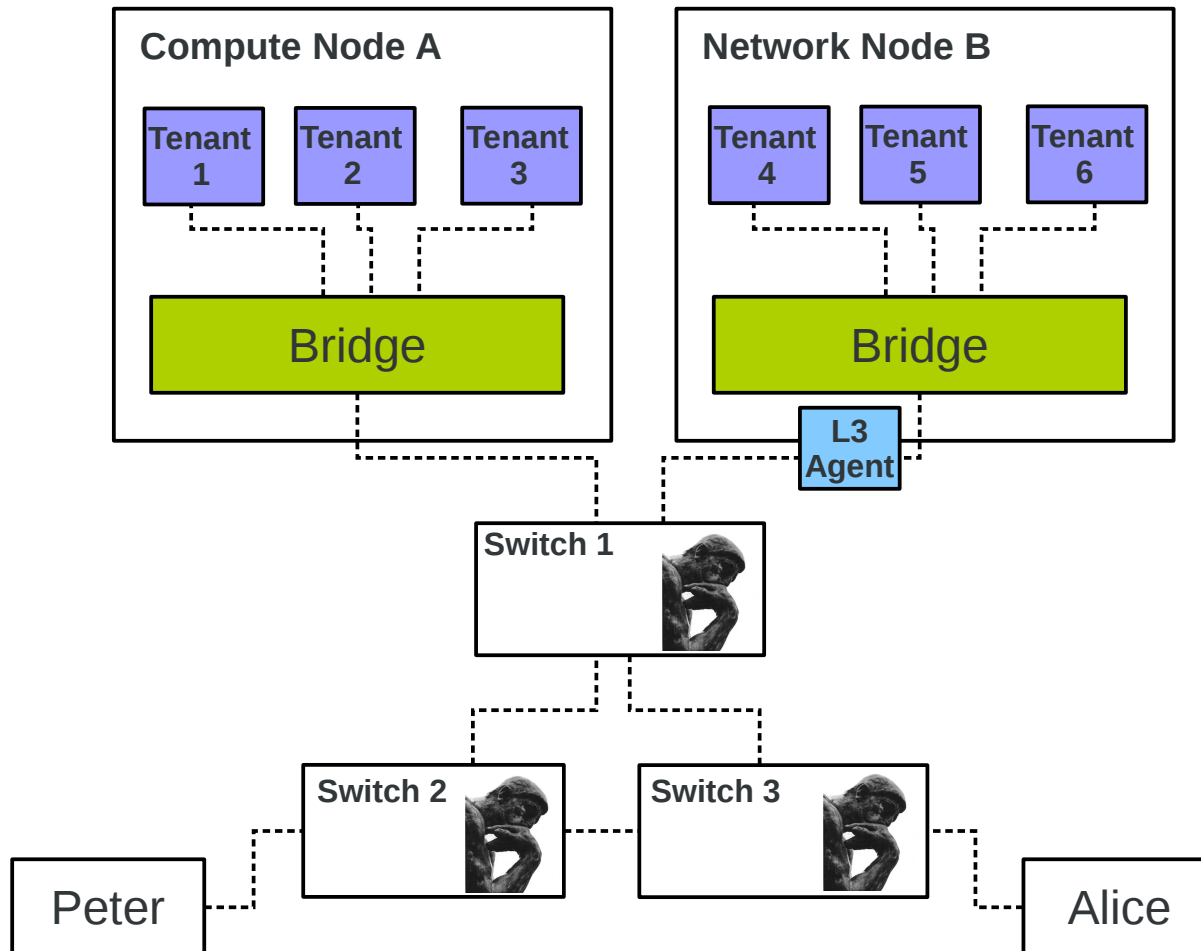 Compute Node A
Network Node B
Tenant
1
Tenant
2
Tenant
3
Tenant
4
Tenant
5
Tenant
6
Bridge
Bridge
L3
Agent
Switch 1
Switch 2
Switch 3
Peter
Alice